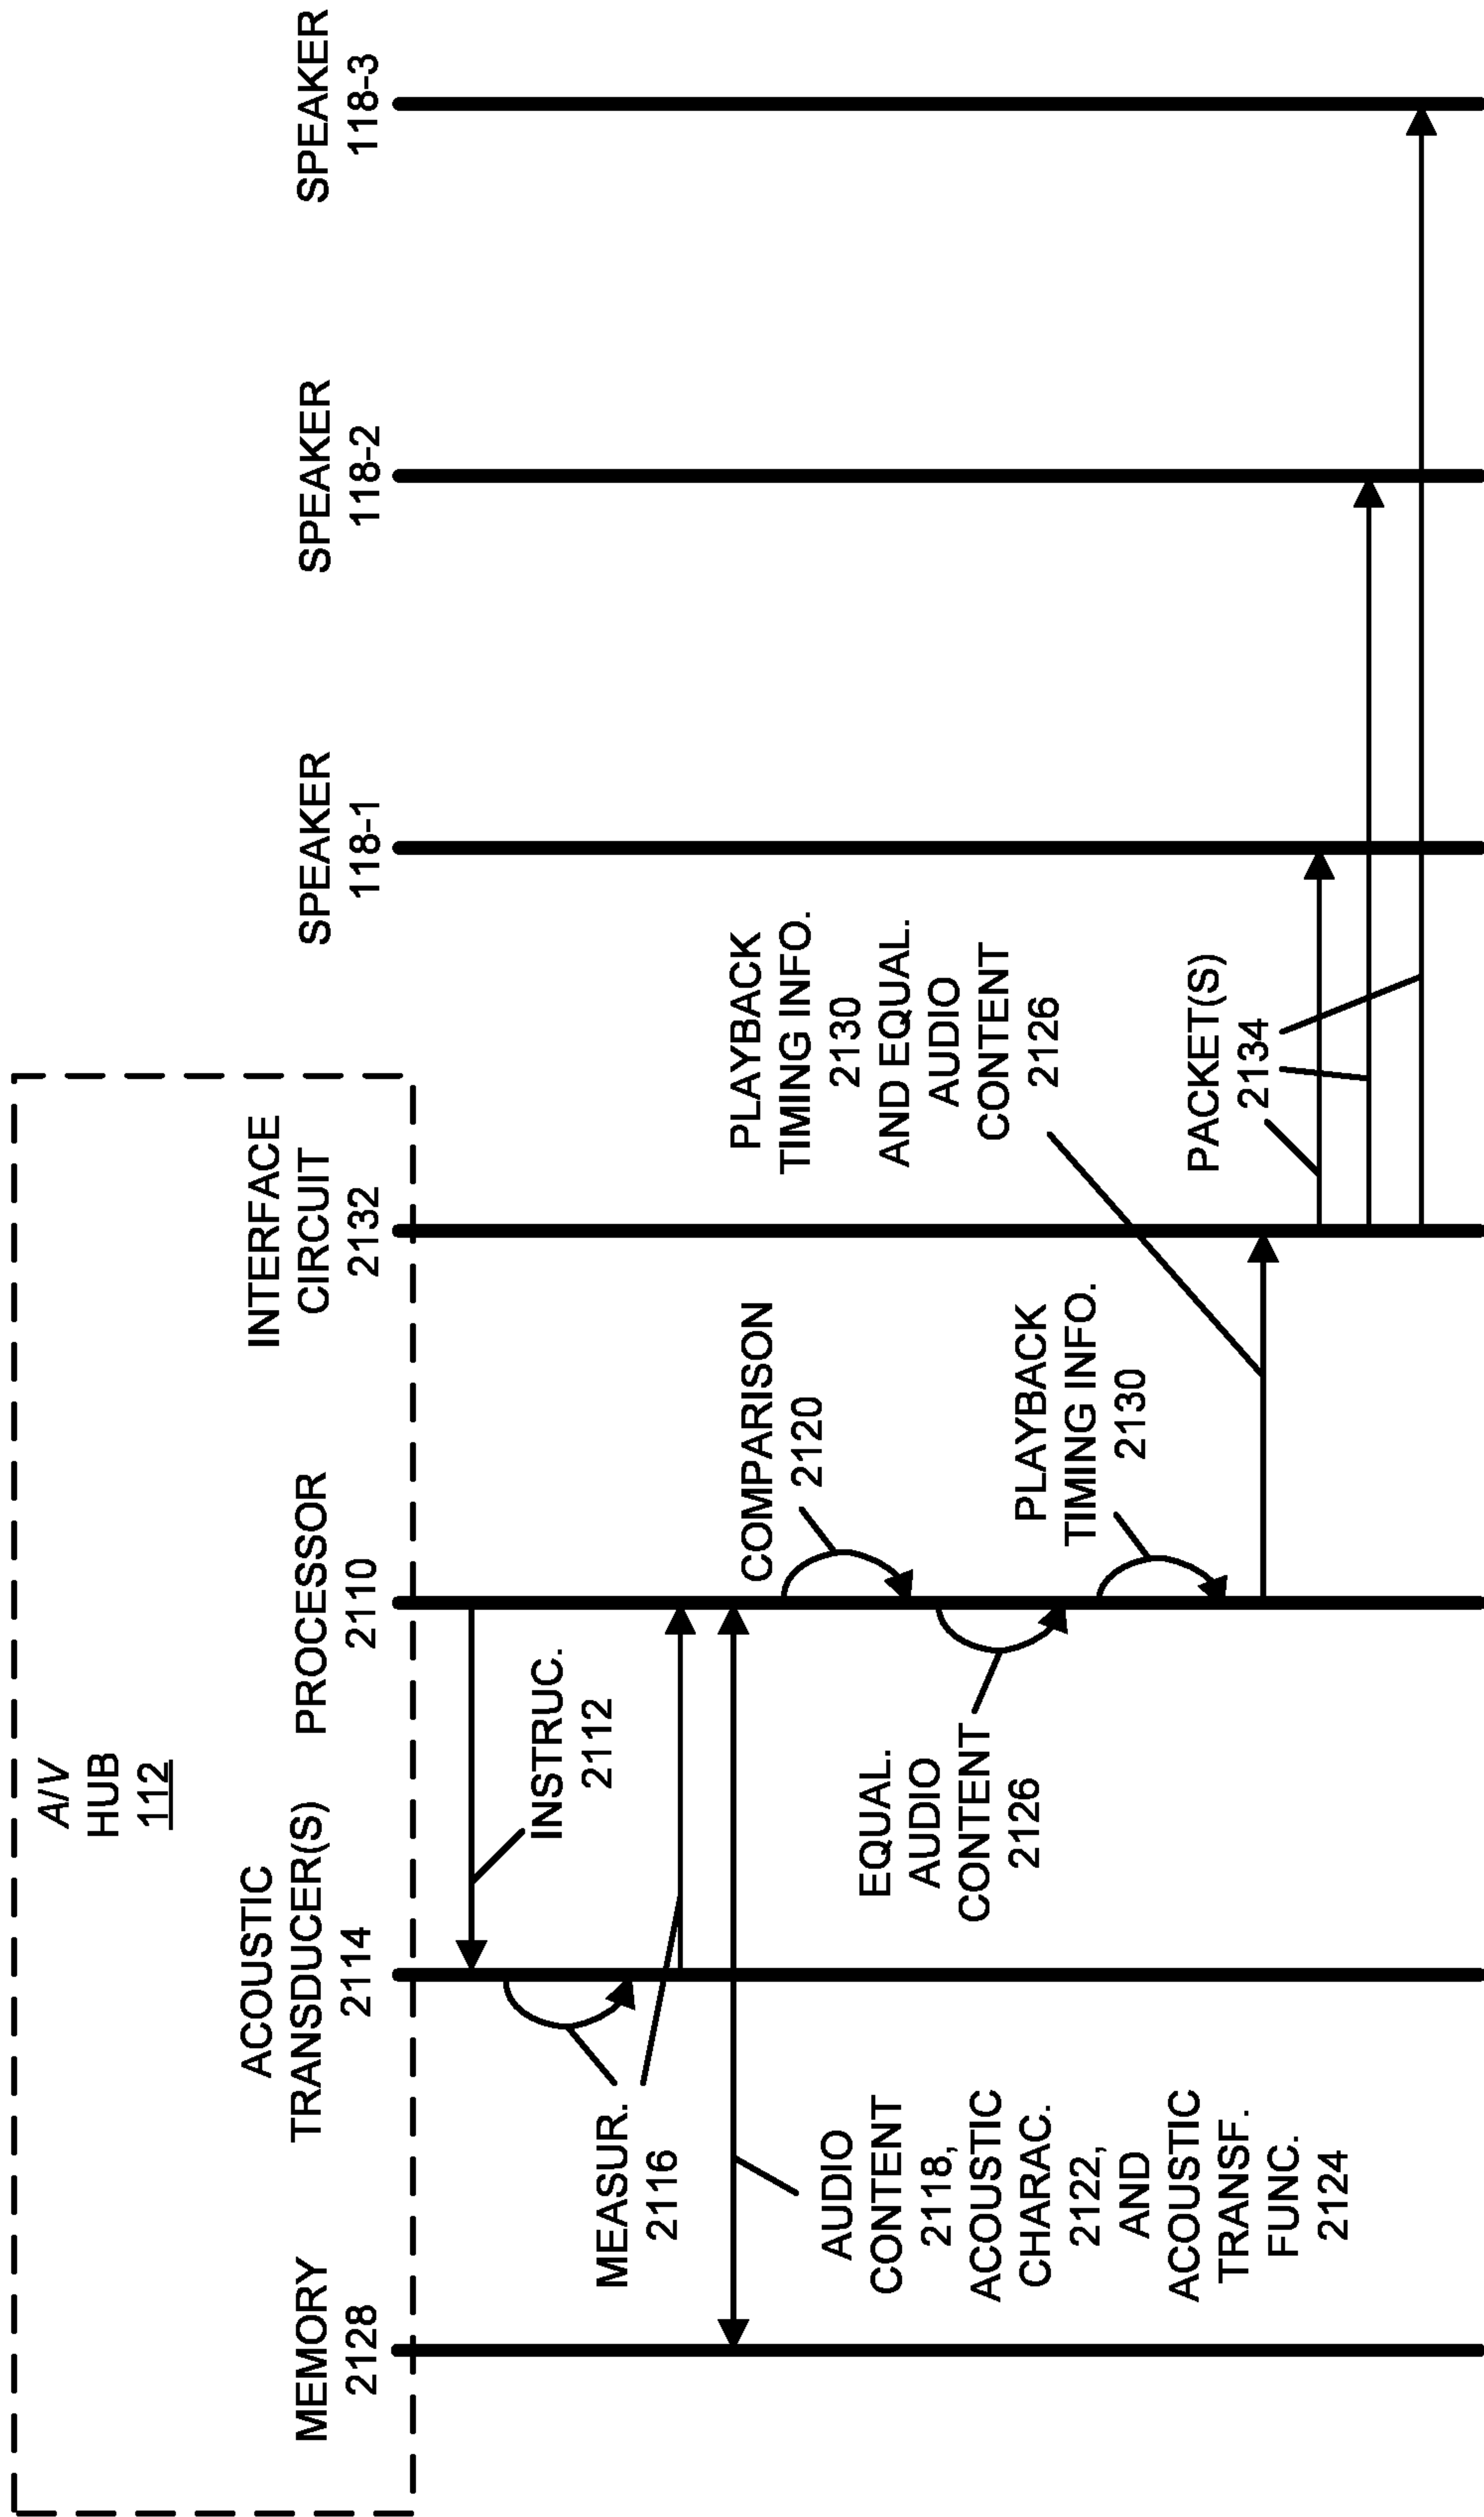 A/V
HUB
112
MEMORY
2128
ACOUSTIC
TRANSDUCER(S)
2114
PROCESSOR
2110
INTERFACE
CIRCUIT
2132
SPEAKER
118-1
SPEAKER
118-2
SPEAKER
118-3
INSTRUC.
2112
MEASUR.
2116
AUDIO
CONTENT
2118,
ACOUSTIC
CHARAC.
2122,
AND
ACOUSTIC
TRANSF.
FUNC.
2124
COMPARISON
2120
EQUAL.
AUDIO
CONTENT
2126
PLAYBACK
TIMING INFO.
2130
PLAYBACK
TIMING INFO.
2130
AND EQUAL.
AUDIO
CONTENT
2126
PACKET(S)
2134